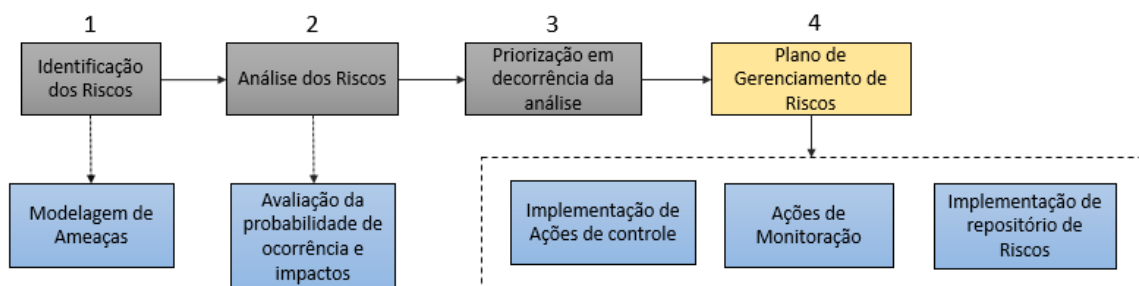 1
2
3
4
Identificação
dos Riscos
Análise dos Riscos
Priorização em
decorrência da
análise
Plano de
Gerenciamento de
Riscos
Modelagem de
Ameaças
Avaliação da
probabilidade de
ocorrência e
impactos
Implementação de
Ações de controle
Ações de
Monitoração
Implementação de
repositório de
Riscos